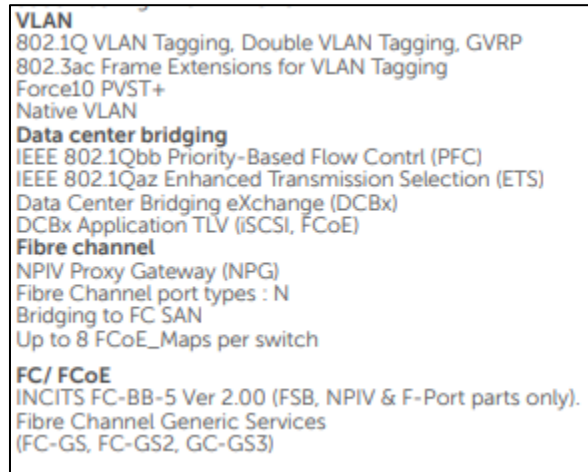 VLAN
802.1Q VLAN Tagging, Double VLAN Tagging, GVRP
802.3ac Frame Extensions for VLAN Tagging
Force10 PVST+
Native VLAN
Data center bridging
IEEE 802.1Qbb Priority-Based Flow Contrl (PFC)
IEEE 802.1Qaz Enhanced Transmission Selection (ETS)
Data Center Bridging eXchange (DCBx)
DCBx Application TLV (iSCSI, FCoE)
Fibre channel
NPIV Proxy Gateway (NPG)
Fibre Channel port types : N
Bridging to FC SAN
Up to 8 FCoE_Maps per switch
FC/ FCoE
INCITS FC-BB-5 Ver 2.00 (FSB, NPIV & F-Port parts only).
Fibre Channel Generic Services
(FC-GS, FC-GS2, GC-GS3)